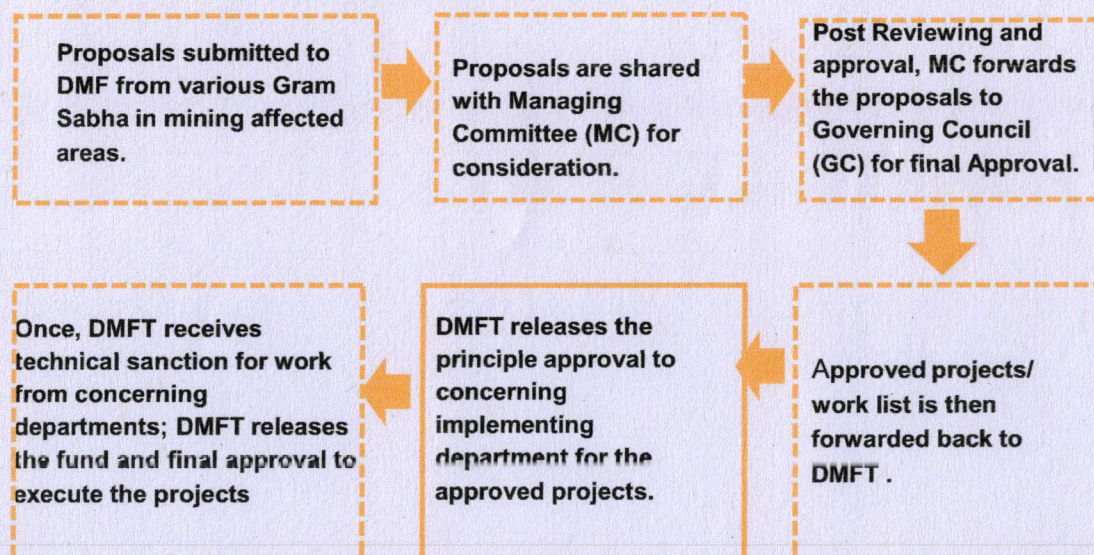 Proposals submitted to
DMF from various Gram
Sabha in mining affected
areas.
Proposals are shared
with Managing
Committee (MC) for
consideration.
Post Reviewing and
approval, MC forwards
the proposals to
Governing Council
(GC) for final Approval.
Approved projects/
work list is then
forwarded back to
DMFT .
DMFT releases the
principle approval to
concerning
implementing
department for the
approved projects.
Once, DMFT receives
technical sanction for work
from concerning
departments; DMFT releases
the fund and final approval to
execute the projects